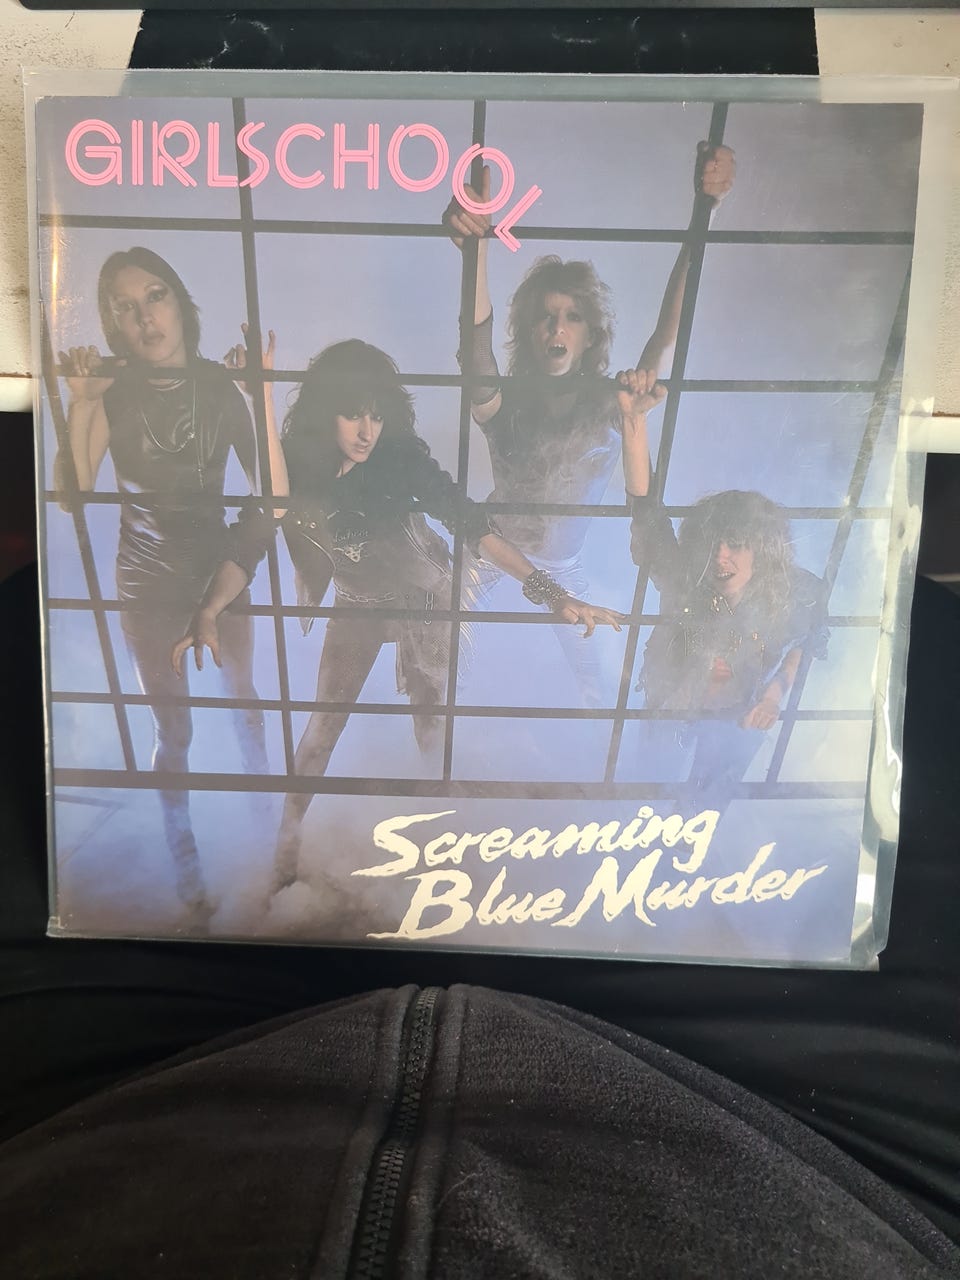 GIRLSCHOOL
Screaming
Blue Murder